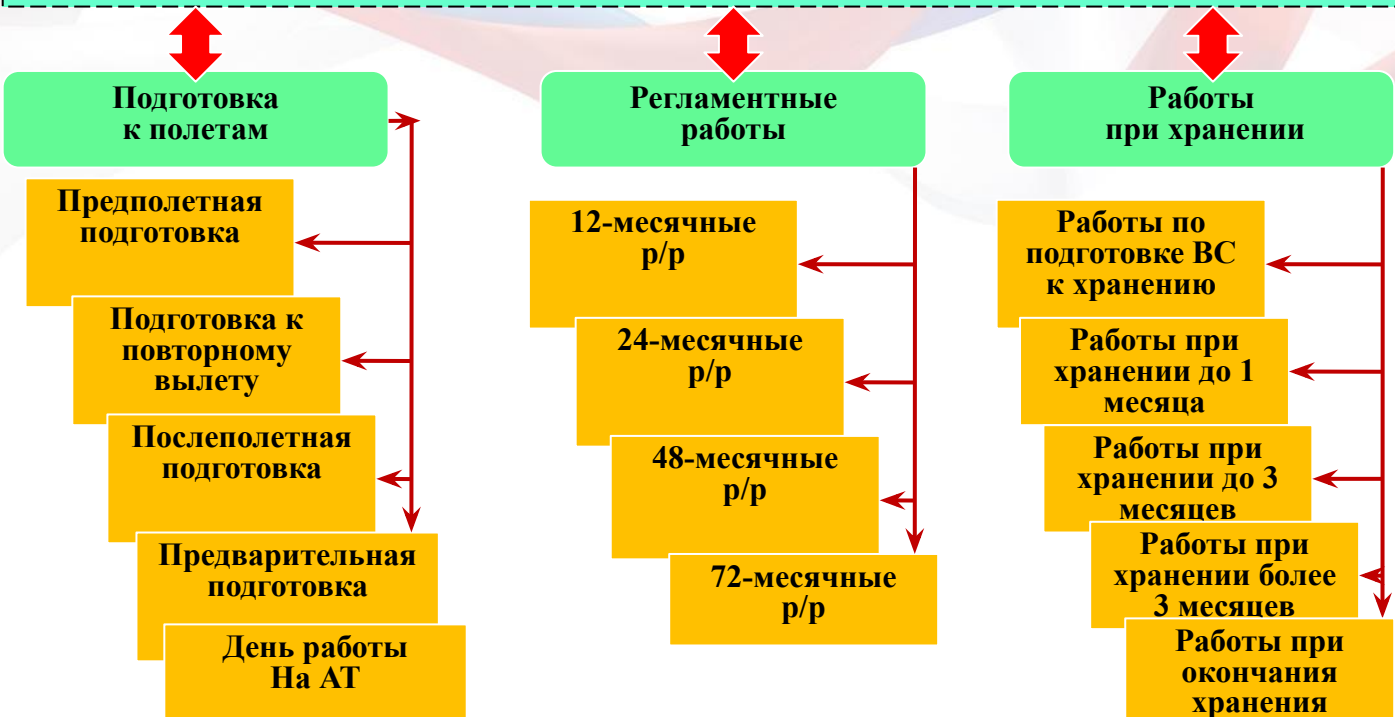 Подготовка
к полетам
Предполетная
подготовка
Подготовка к
повторному
вылету
Послеполетная
подготовка
Предварительная
подготовка
День работы
На АТ
Регламентные
работы
12-месячные
р/р
24-месячные
р/р
48-месячные
р/р
72-месячные
р/р
Работы
при хранении
Работы по
подготовке ВС
к хранению
Работы при
хранении до 1
месяца
Работы при
хранении до 3
месяцев
Работы при
хранении более
3 месяцев
Работы при
окончания
хранения